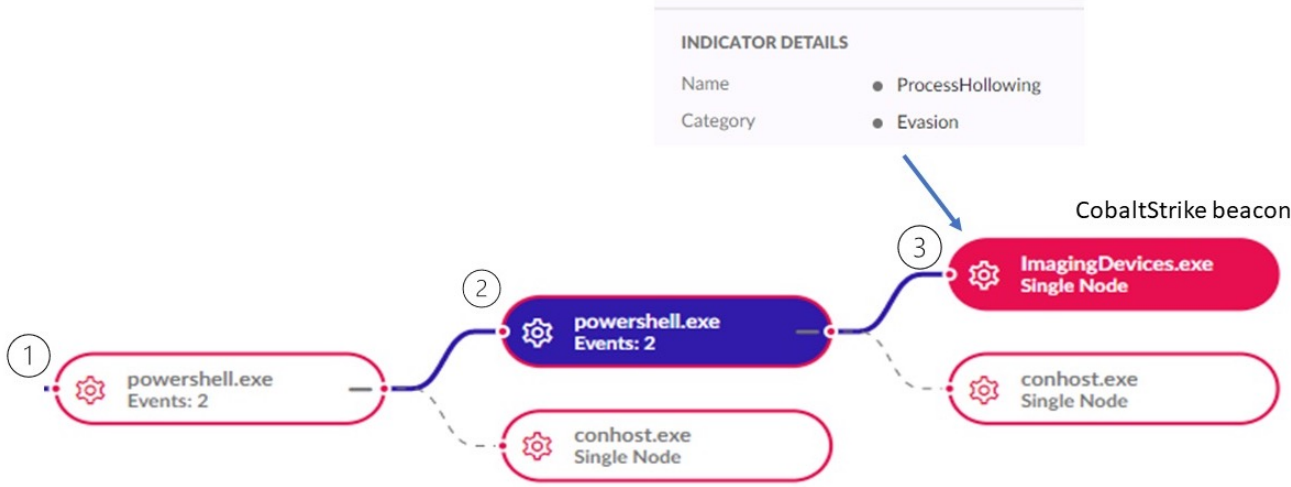 INDICATOR DETAILS
Name ● ProcessHollowing
Category ● Evasion
CobaltStrike beacon
3
ImagingDevices.exe
Single Node
2
powershell.exe
Events: 2
1
powershell.exe
Events: 2
conhost.exe
Single Node
conhost.exe
Single Node